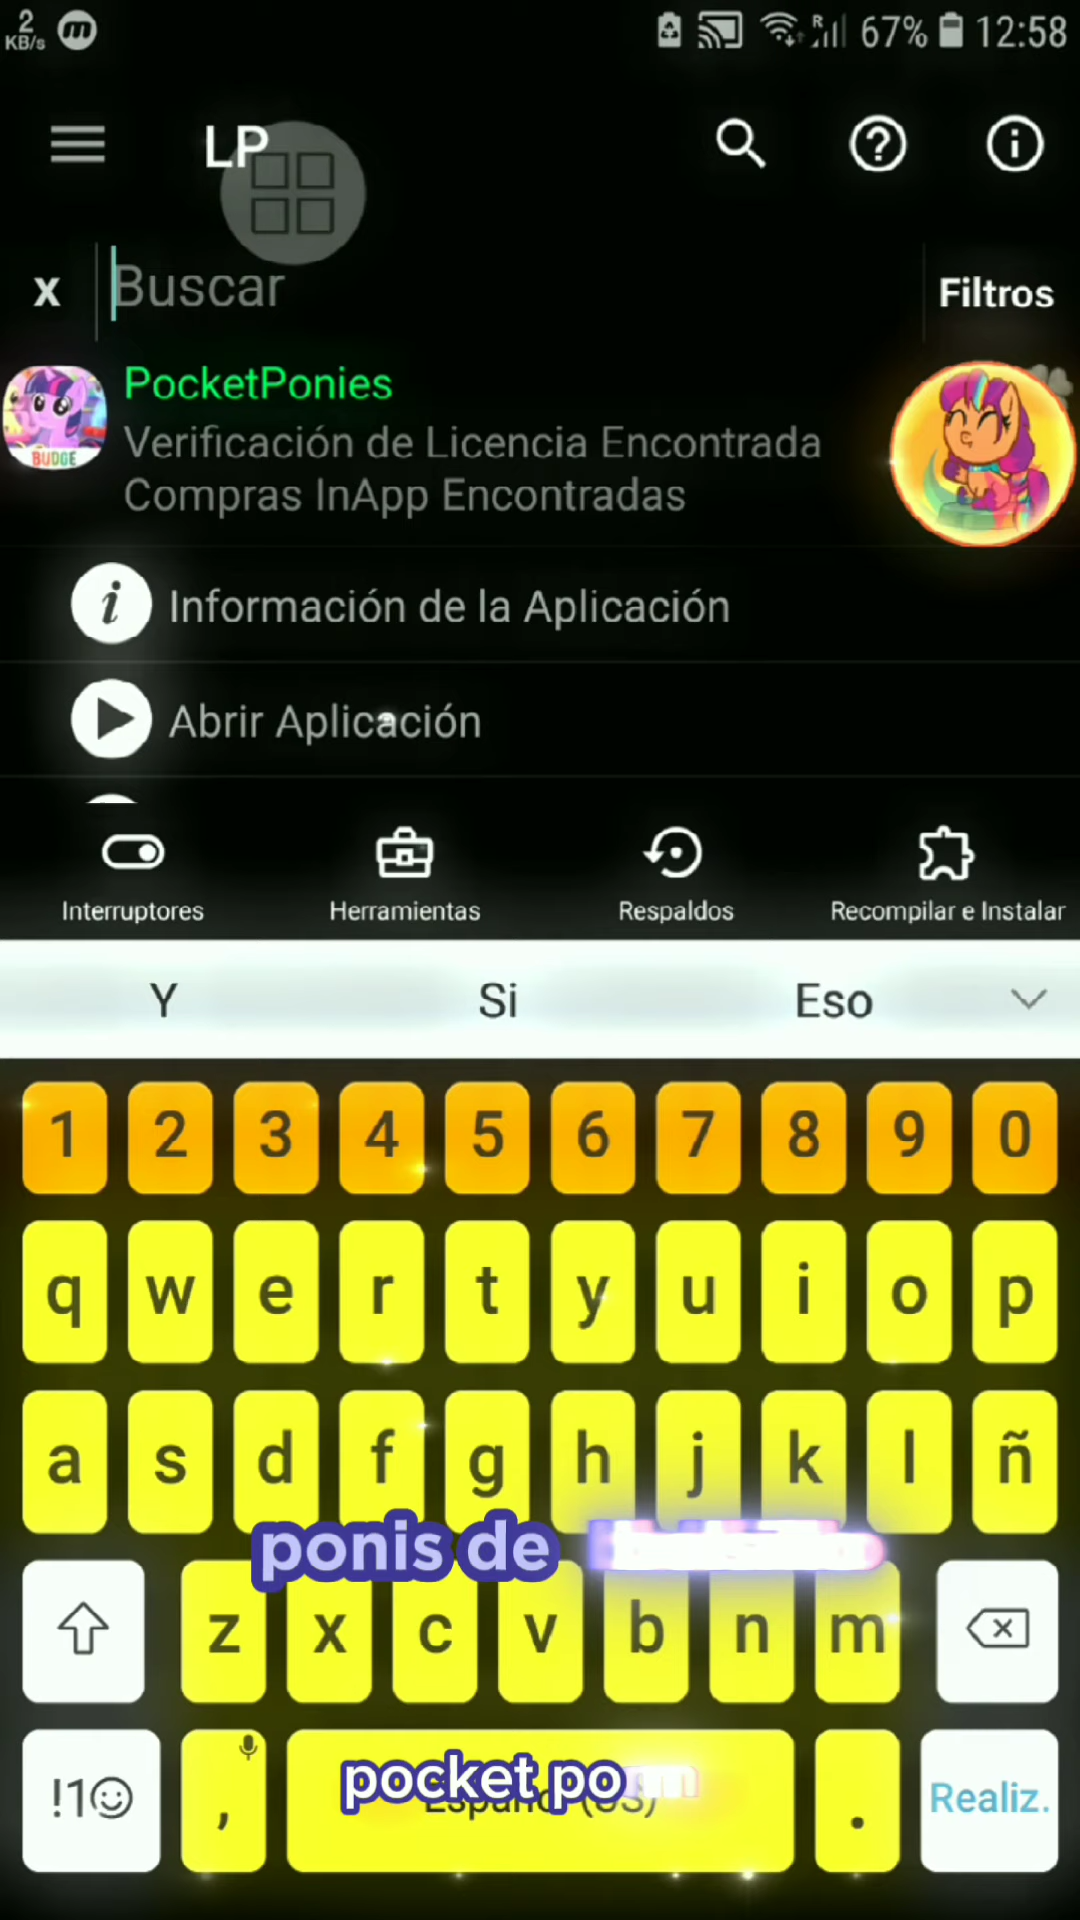 2
KB/s
67% 12:58
LP
x
Buscar
Filtros
PocketPonies
Verificación de Licencia Encontrada
Compras InApp Encontradas
BUDGE
Información de la Aplicación
Abrir Aplicación
Interruptores
Herramientas
Respaldos
Recompilar e Instalar
Y
Si
Eso
1 2 3 4 5 6 7 8 9 0
q w e r t y u i o p
a s d f g h j k l ñ
ponis de
z x c v b n m
!1
,
pocket
Español (US)
.
Realiz.